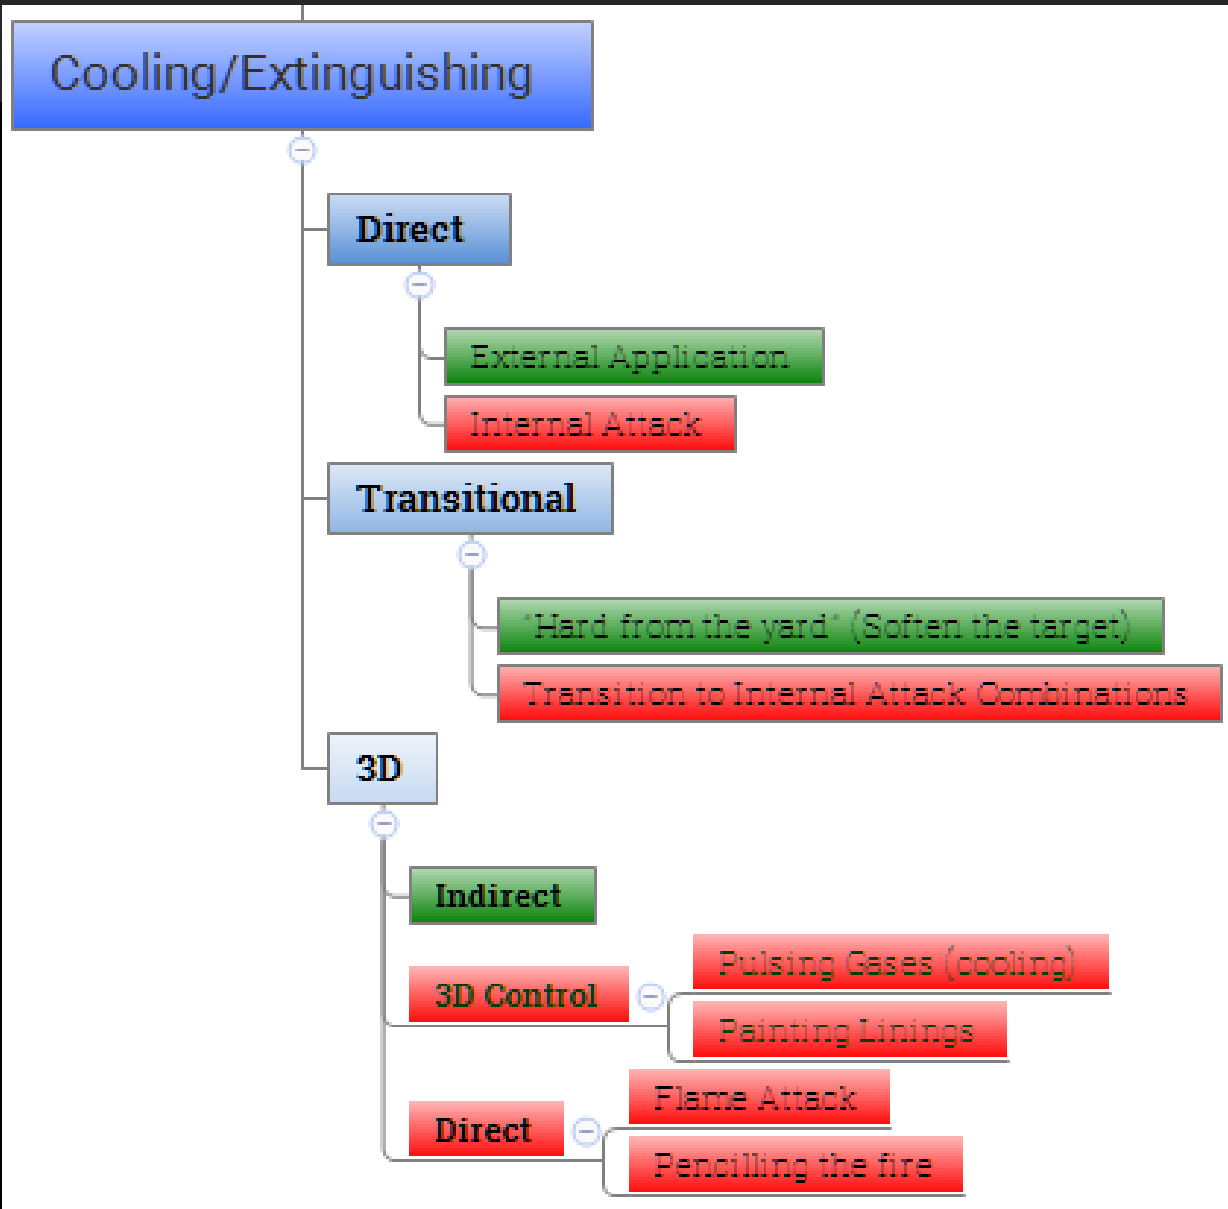 Cooling/Extinguishing
Direct
External Application
Internal Attack
Transitional
"Hard from the yard" (Soften the target)
Transition to Internal Attack Combinations
3D
Indirect
3D Control
Pulsing Gases (cooling)
Painting Linings
Direct
Flame Attack
Pencilling the fire